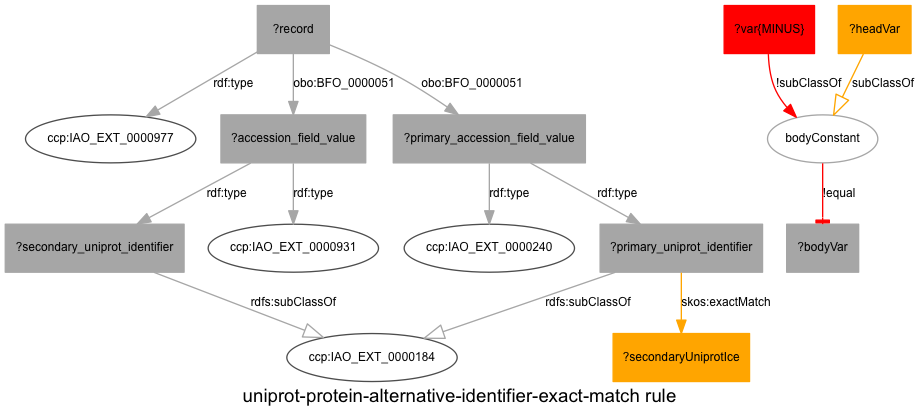 ?record
?var{MINUS}
?headVar
rdf:type
obo:BFO_0000051
obo:BFO_0000051
!subClassOf
subClassOf
ccp:IAO_EXT_0000977
?accession_field_value
?primary_accession_field_value
bodyConstant
rdf:type
rdf:type
rdf:type
rdf:type
!equal
?secondary_uniprot_identifier
ccp:IAO_EXT_0000931
ccp:IAO_EXT_0000240
?primary_uniprot_identifier
?bodyVar
rdfs:subClassOf
rdfs:subClassOf
skos:exactMatch
ccp:IAO_EXT_0000184
?secondaryUniprotIce
uniprot-protein-alternative-identifier-exact-match rule